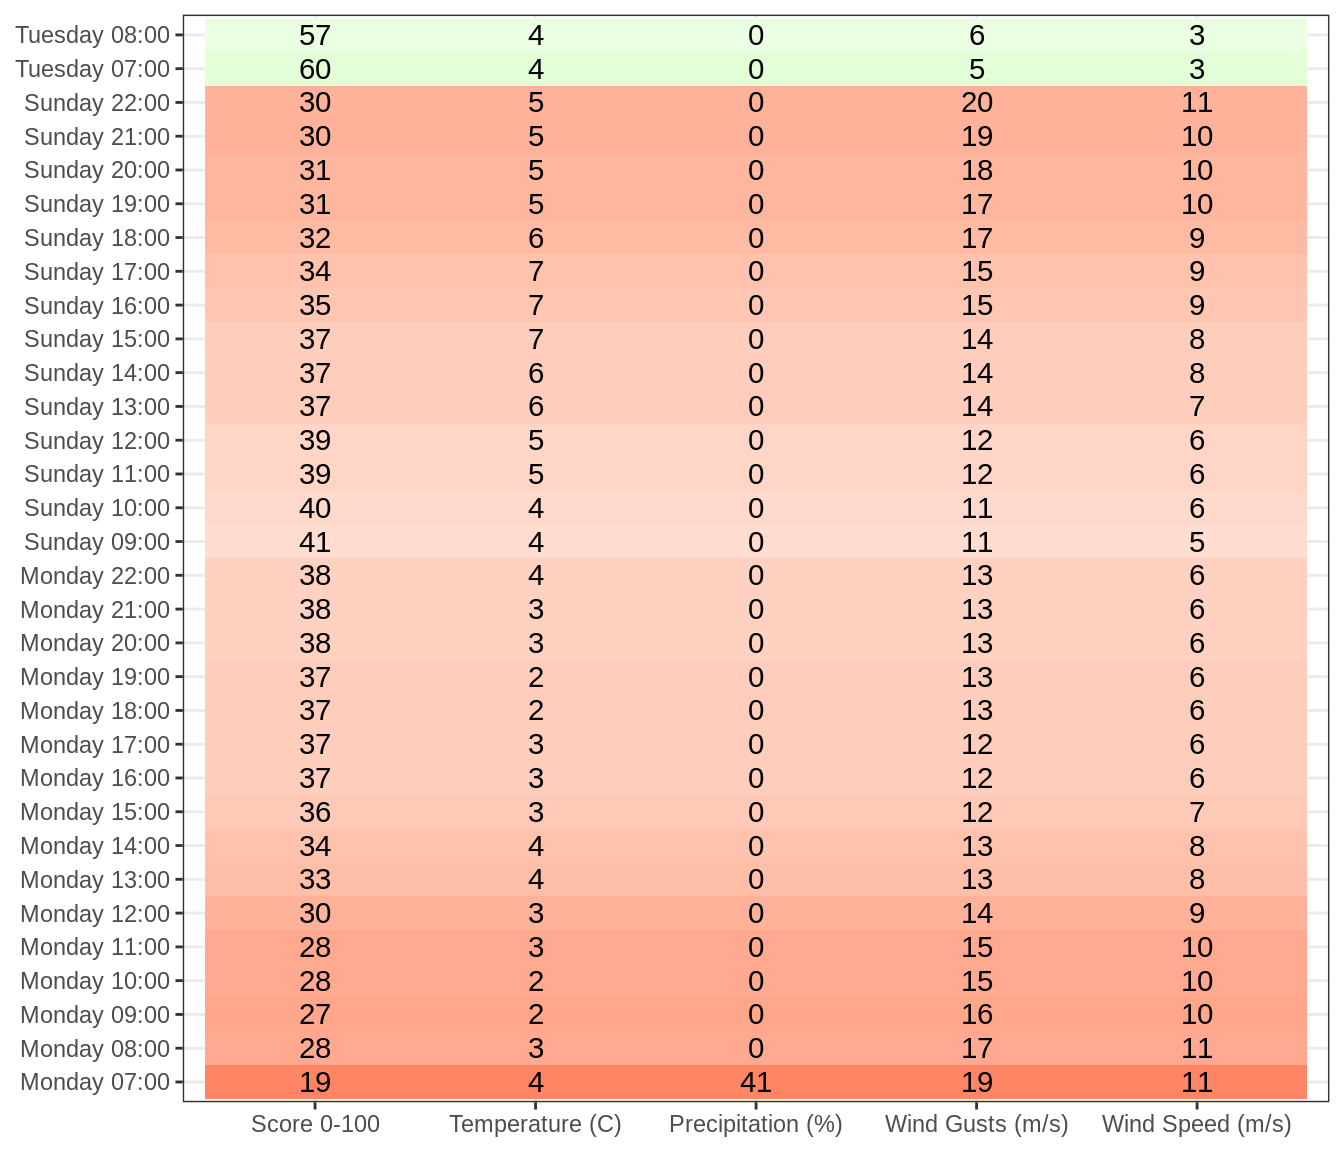 Tuesday 08:00 57 4 0 6 3
Tuesday 07:00 60 4 0 5 3
Sunday 22:00 30 5 0 20 11
Sunday 21:00 30 5 0 19 10
Sunday 20:00 31 5 0 18 10
Sunday 19:00 31 5 0 17 10
Sunday 18:00 32 6 0 17 9
Sunday 17:00 34 7 0 15 9
Sunday 16:00 35 7 0 15 9
Sunday 15:00 37 7 0 14 8
Sunday 14:00 37 6 0 14 8
Sunday 13:00 37 6 0 14 7
Sunday 12:00 39 5 0 12 6
Sunday 11:00 39 5 0 12 6
Sunday 10:00 40 4 0 11 6
Sunday 09:00 41 4 0 11 5
Monday 22:00 38 4 0 13 6
Monday 21:00 38 3 0 13 6
Monday 20:00 38 3 0 13 6
Monday 19:00 37 2 0 13 6
Monday 18:00 37 2 0 13 6
Monday 17:00 37 3 0 12 6
Monday 16:00 37 3 0 12 6
Monday 15:00 36 3 0 12 7
Monday 14:00 34 4 0 13 8
Monday 13:00 33 4 0 13 8
Monday 12:00 30 3 0 14 9
Monday 11:00 28 3 0 15 10
Monday 10:00 28 2 0 15 10
Monday 09:00 27 2 0 16 10
Monday 08:00 28 3 0 17 11
Monday 07:00 19 4 41 19 11
Score 0-100 Temperature (C) Precipitation (%) Wind Gusts (m/s) Wind Speed (m/s)